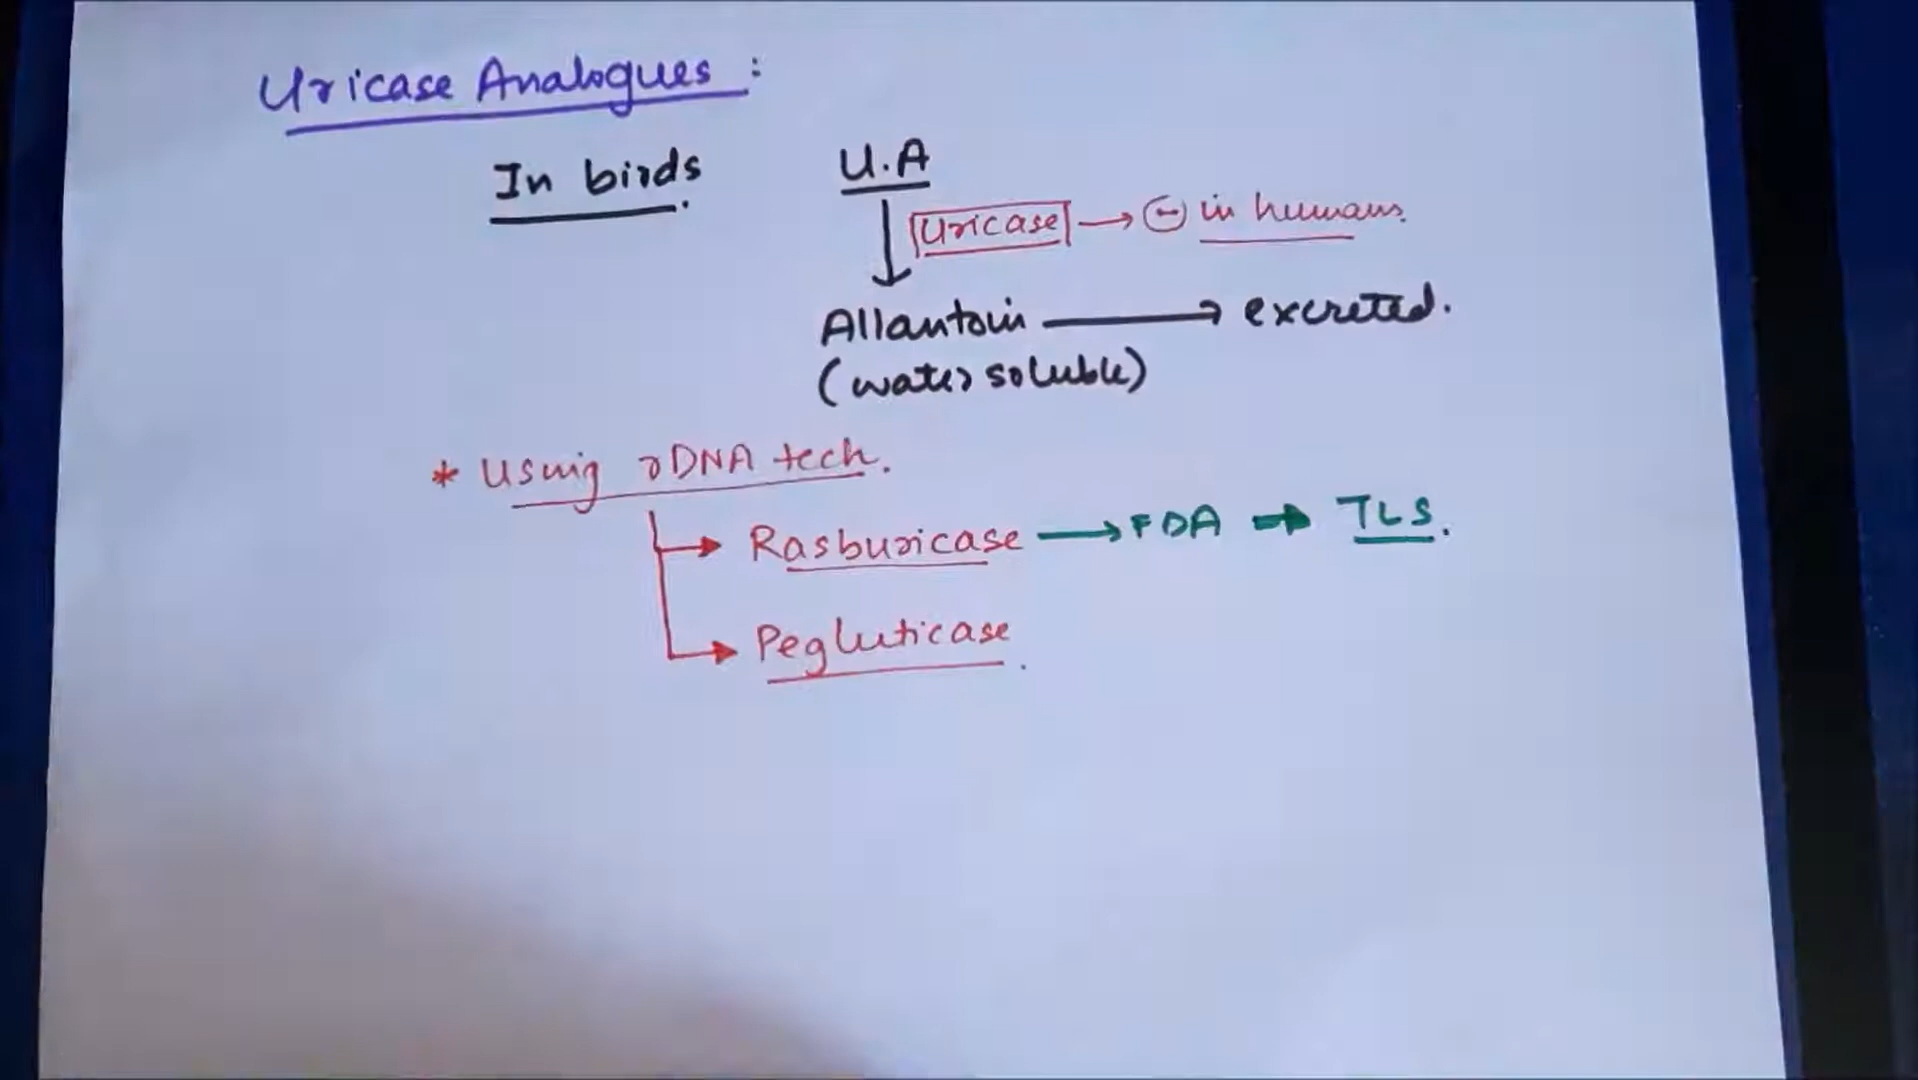 Uricase Analogues :
In birds. U.A
Uricase → ⊖ in humans.
Allantoin → excreted.
(water soluble)
* Using rDNA tech.
Rasburicase → FDA → TLS.
Pegluticase.